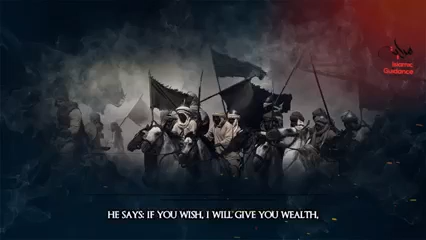 Islamic
Guidance
HE SAYS: IF YOU WISH, I WILL GIVE YOU WEALTH,